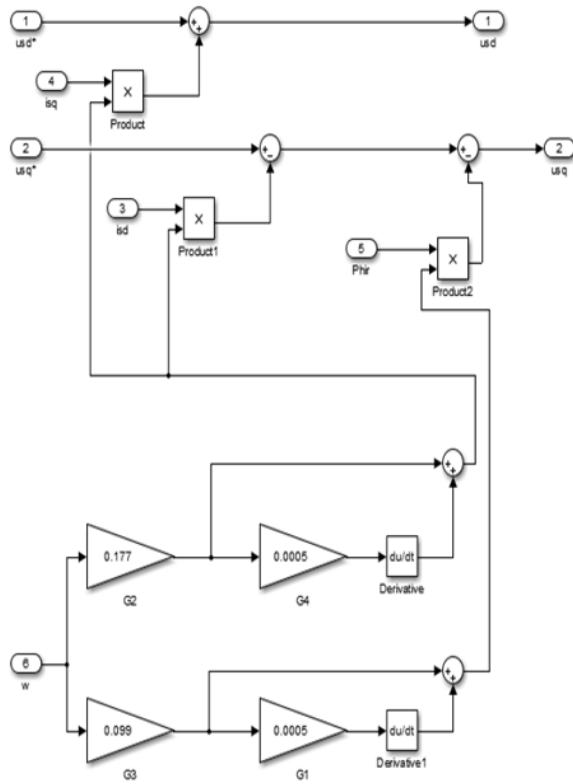 1
usd*
+
+
1
usd
4
isq
X
Product
2
usq*
+
−
+
−
2
usq
3
isd
X
Product1
5
Phir
X
Product2
+
+
0.177
G2
0.0005
G4
du/dt
Derivative
6
w
+
+
0.099
G3
0.0005
G1
du/dt
Derivative1